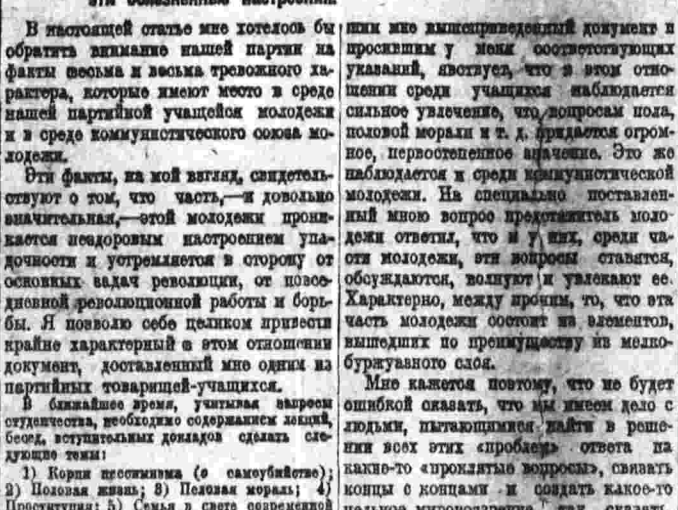 эти болезненные настроения
В настоящей статье мне хотелось бы
обратить внимание нашей партии на
факты весьма и весьма тревожного ха-
рактера, которые имеют место в среде
нашей партийной учащейся молодежи
и в среде коммунистического союза мо-
лодежи.
Эти факты, на мой взгляд, свидетель-
ствуют о том, что часть,—и довольно
значительная,—этой молодежи прони-
кается нездоровым настроением упа-
дочности и устремляется в сторону от
основных задач революции, от повсе-
дневной революционной работы и борь-
бы. Я позволю себе целиком привести
крайне характерный в этом отношении
документ, доставленный мне одним из
партийных товарищей-учащихся.
В ближайшее время, учитывая запросы
студенчества, необходимо содержанием лекций,
бесед, вступительных докладов сделать сле-
дующие темы:
1) Корни пессимизма (о самоубийстве);
2) Половая жизнь; 3) Половая мораль; 4)
Проституция; 5) Семья в свете современной
шим мне вышеприведенный документ и
просившим у меня соответствующих
указаний, явствует, что в этом отно-
шении среди учащихся наблюдается
сильное увлечение, что вопросам пола,
половой морали и т. д. придается огром-
ное, первостепенное значение. Это же
наблюдается и среди коммунистической
молодежи. На специально поставлен-
ный мною вопрос представитель моло-
дежи ответил, что и у них, среди ча-
сти молодежи, эти вопросы ставятся,
обсуждаются, волнуют и увлекают ее.
Характерно, между прочим, то, что эта
часть молодежи состоит из элементов,
вышедших по преимуществу из мелко-
буржуазного слоя.
Мне кажется поэтому, что не будет
ошибкой сказать, что мы имеем дело с
людьми, пытающимися найти в реше-
нии всех этих «проблем» ответа на
какие-то «проклятые вопросы», связать
концы с концами и создать какое-то
цельное мировоззрение, так сказать,